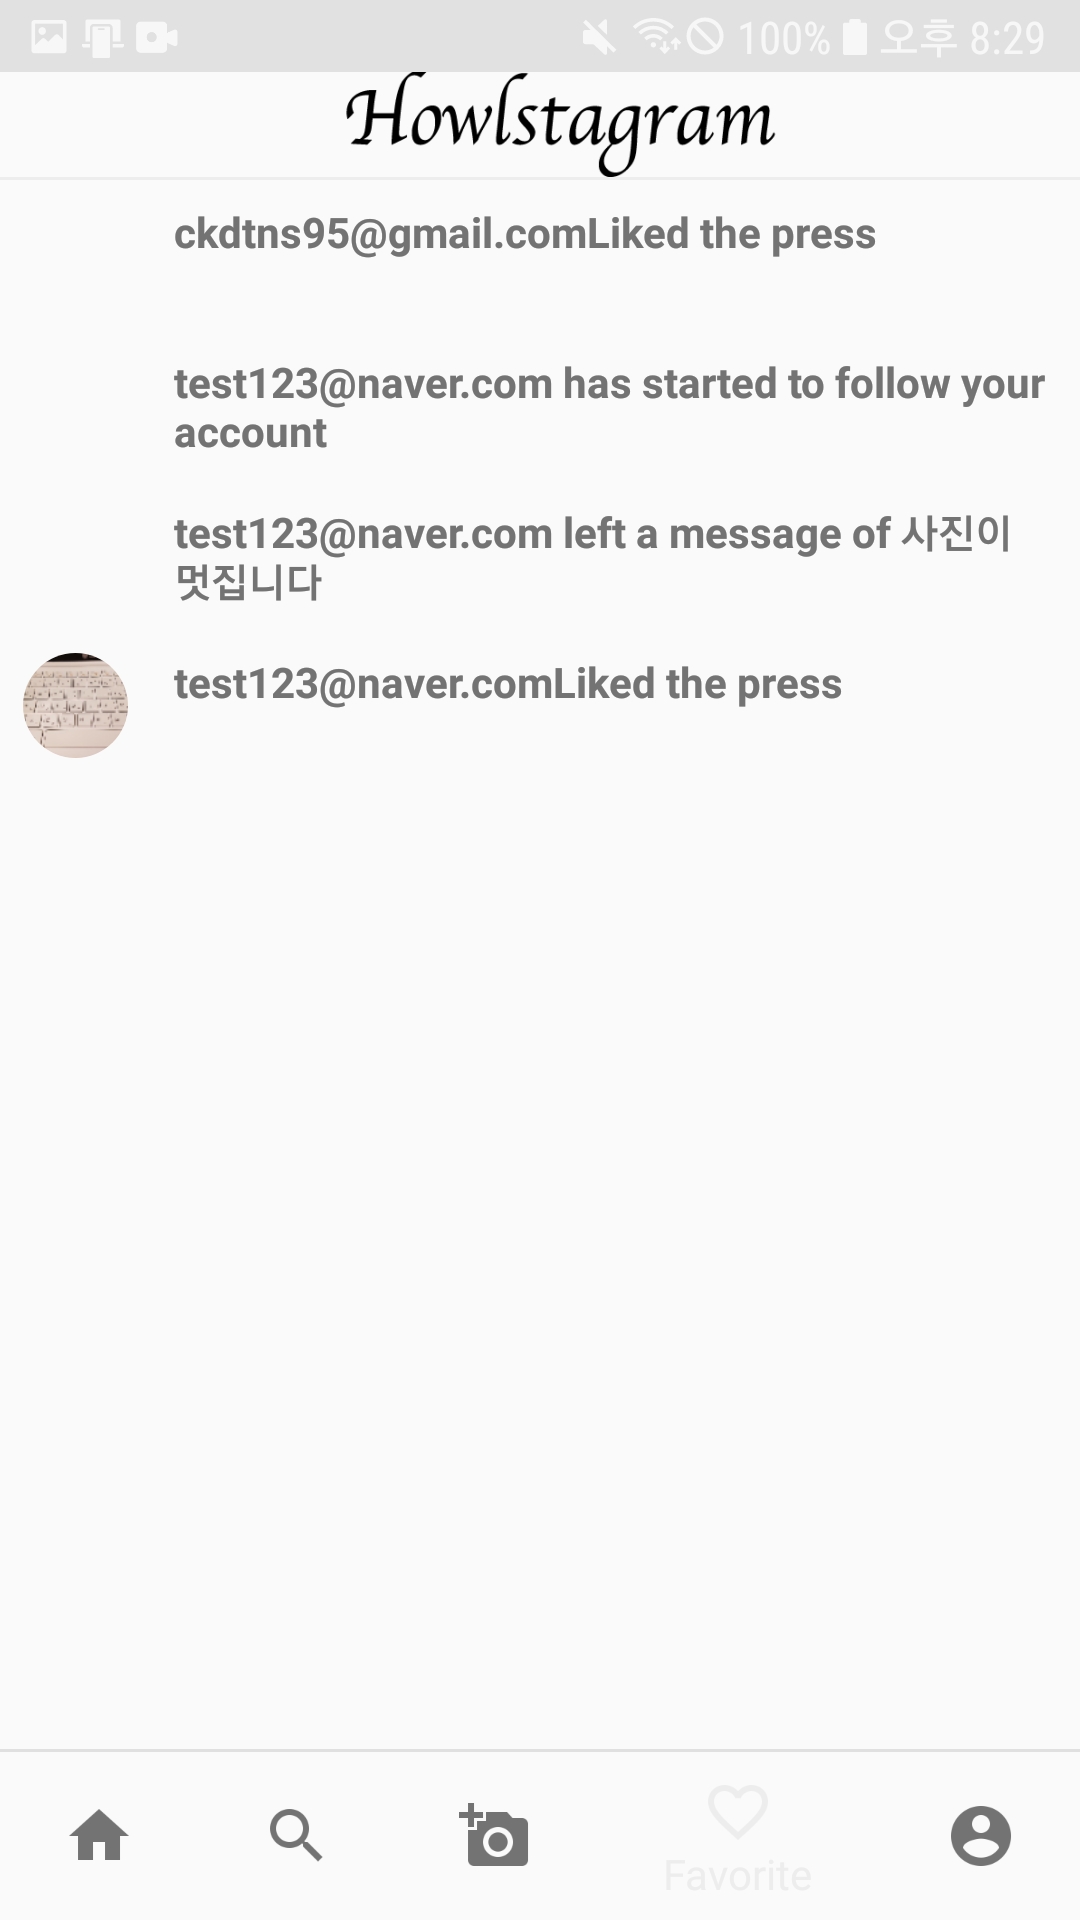 100% 오후 8:29
Howlstagram
ckdtns95@gmail.comLiked the press
test123@naver.com has started to follow your
account
test123@naver.com left a message of 사진이
멋집니다
test123@naver.comLiked the press
Favorite